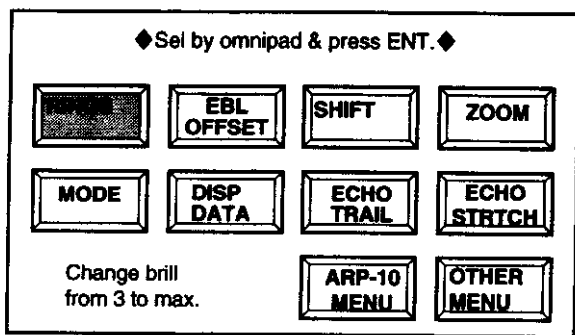 ◆Sel by omnipad & press ENT.◆
EBL
OFFSET
SHIFT
ZOOM
MODE
DISP
DATA
ECHO
TRAIL
ECHO
STRTCH
Change brill
from 3 to max.
ARP-10
MENU
OTHER
MENU